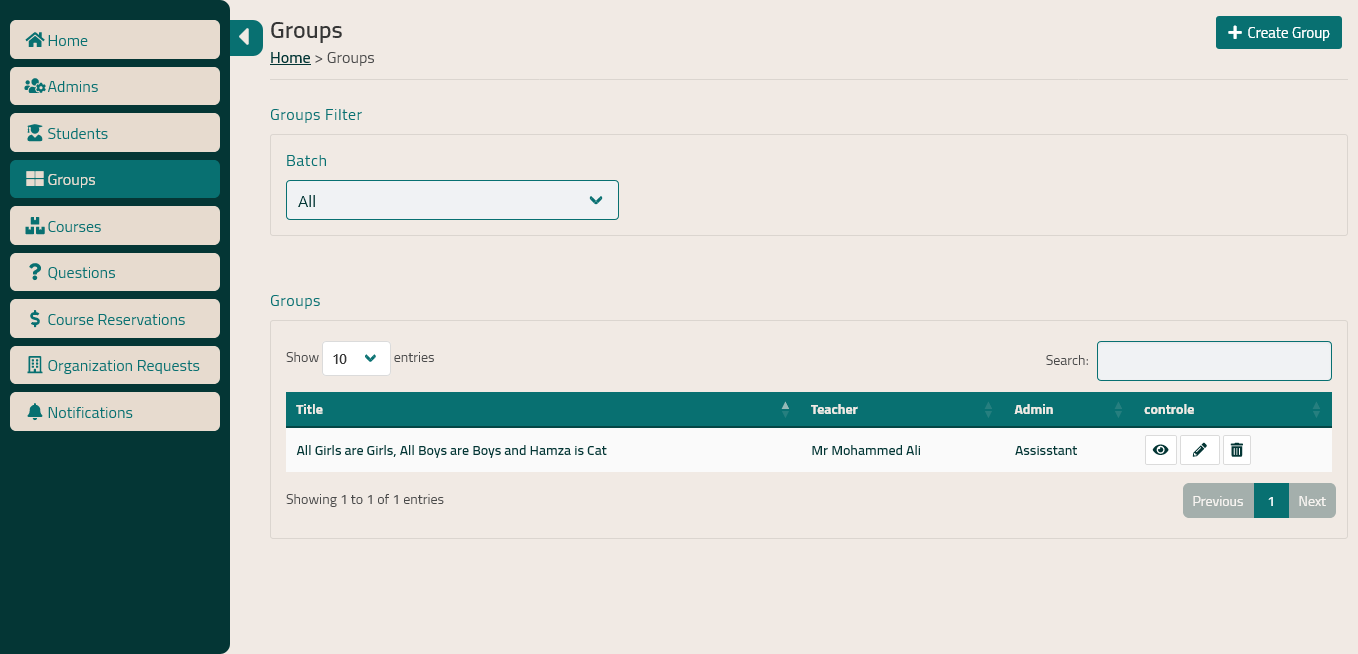 Home
Admins
Students
Groups
Courses
Questions
Course Reservations
Organization Requests
Notifications
Groups
Home > Groups
Create Group
Groups Filter
Batch
All
Groups
Show 10 entries
Search:
Title Teacher Admin controle
All Girls are Girls, All Boys are Boys and Hamza is Cat Mr Mohammed Ali Assisstant
Showing 1 to 1 of 1 entries
Previous 1 Next